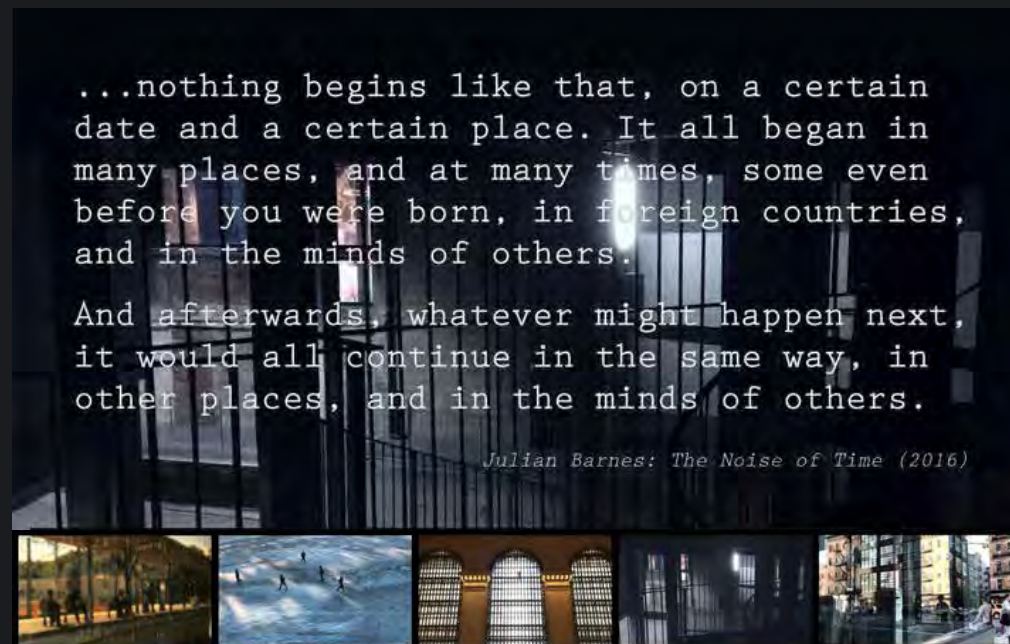 ...nothing begins like that, on a certain
date and a certain place. It all began in
many places, and at many times, some even
before you were born, in foreign countries,
and in the minds of others.
And afterwards, whatever might happen next,
it would all continue in the same way, in
other places, and in the minds of others.
Julian Barnes: The Noise of Time (2016)